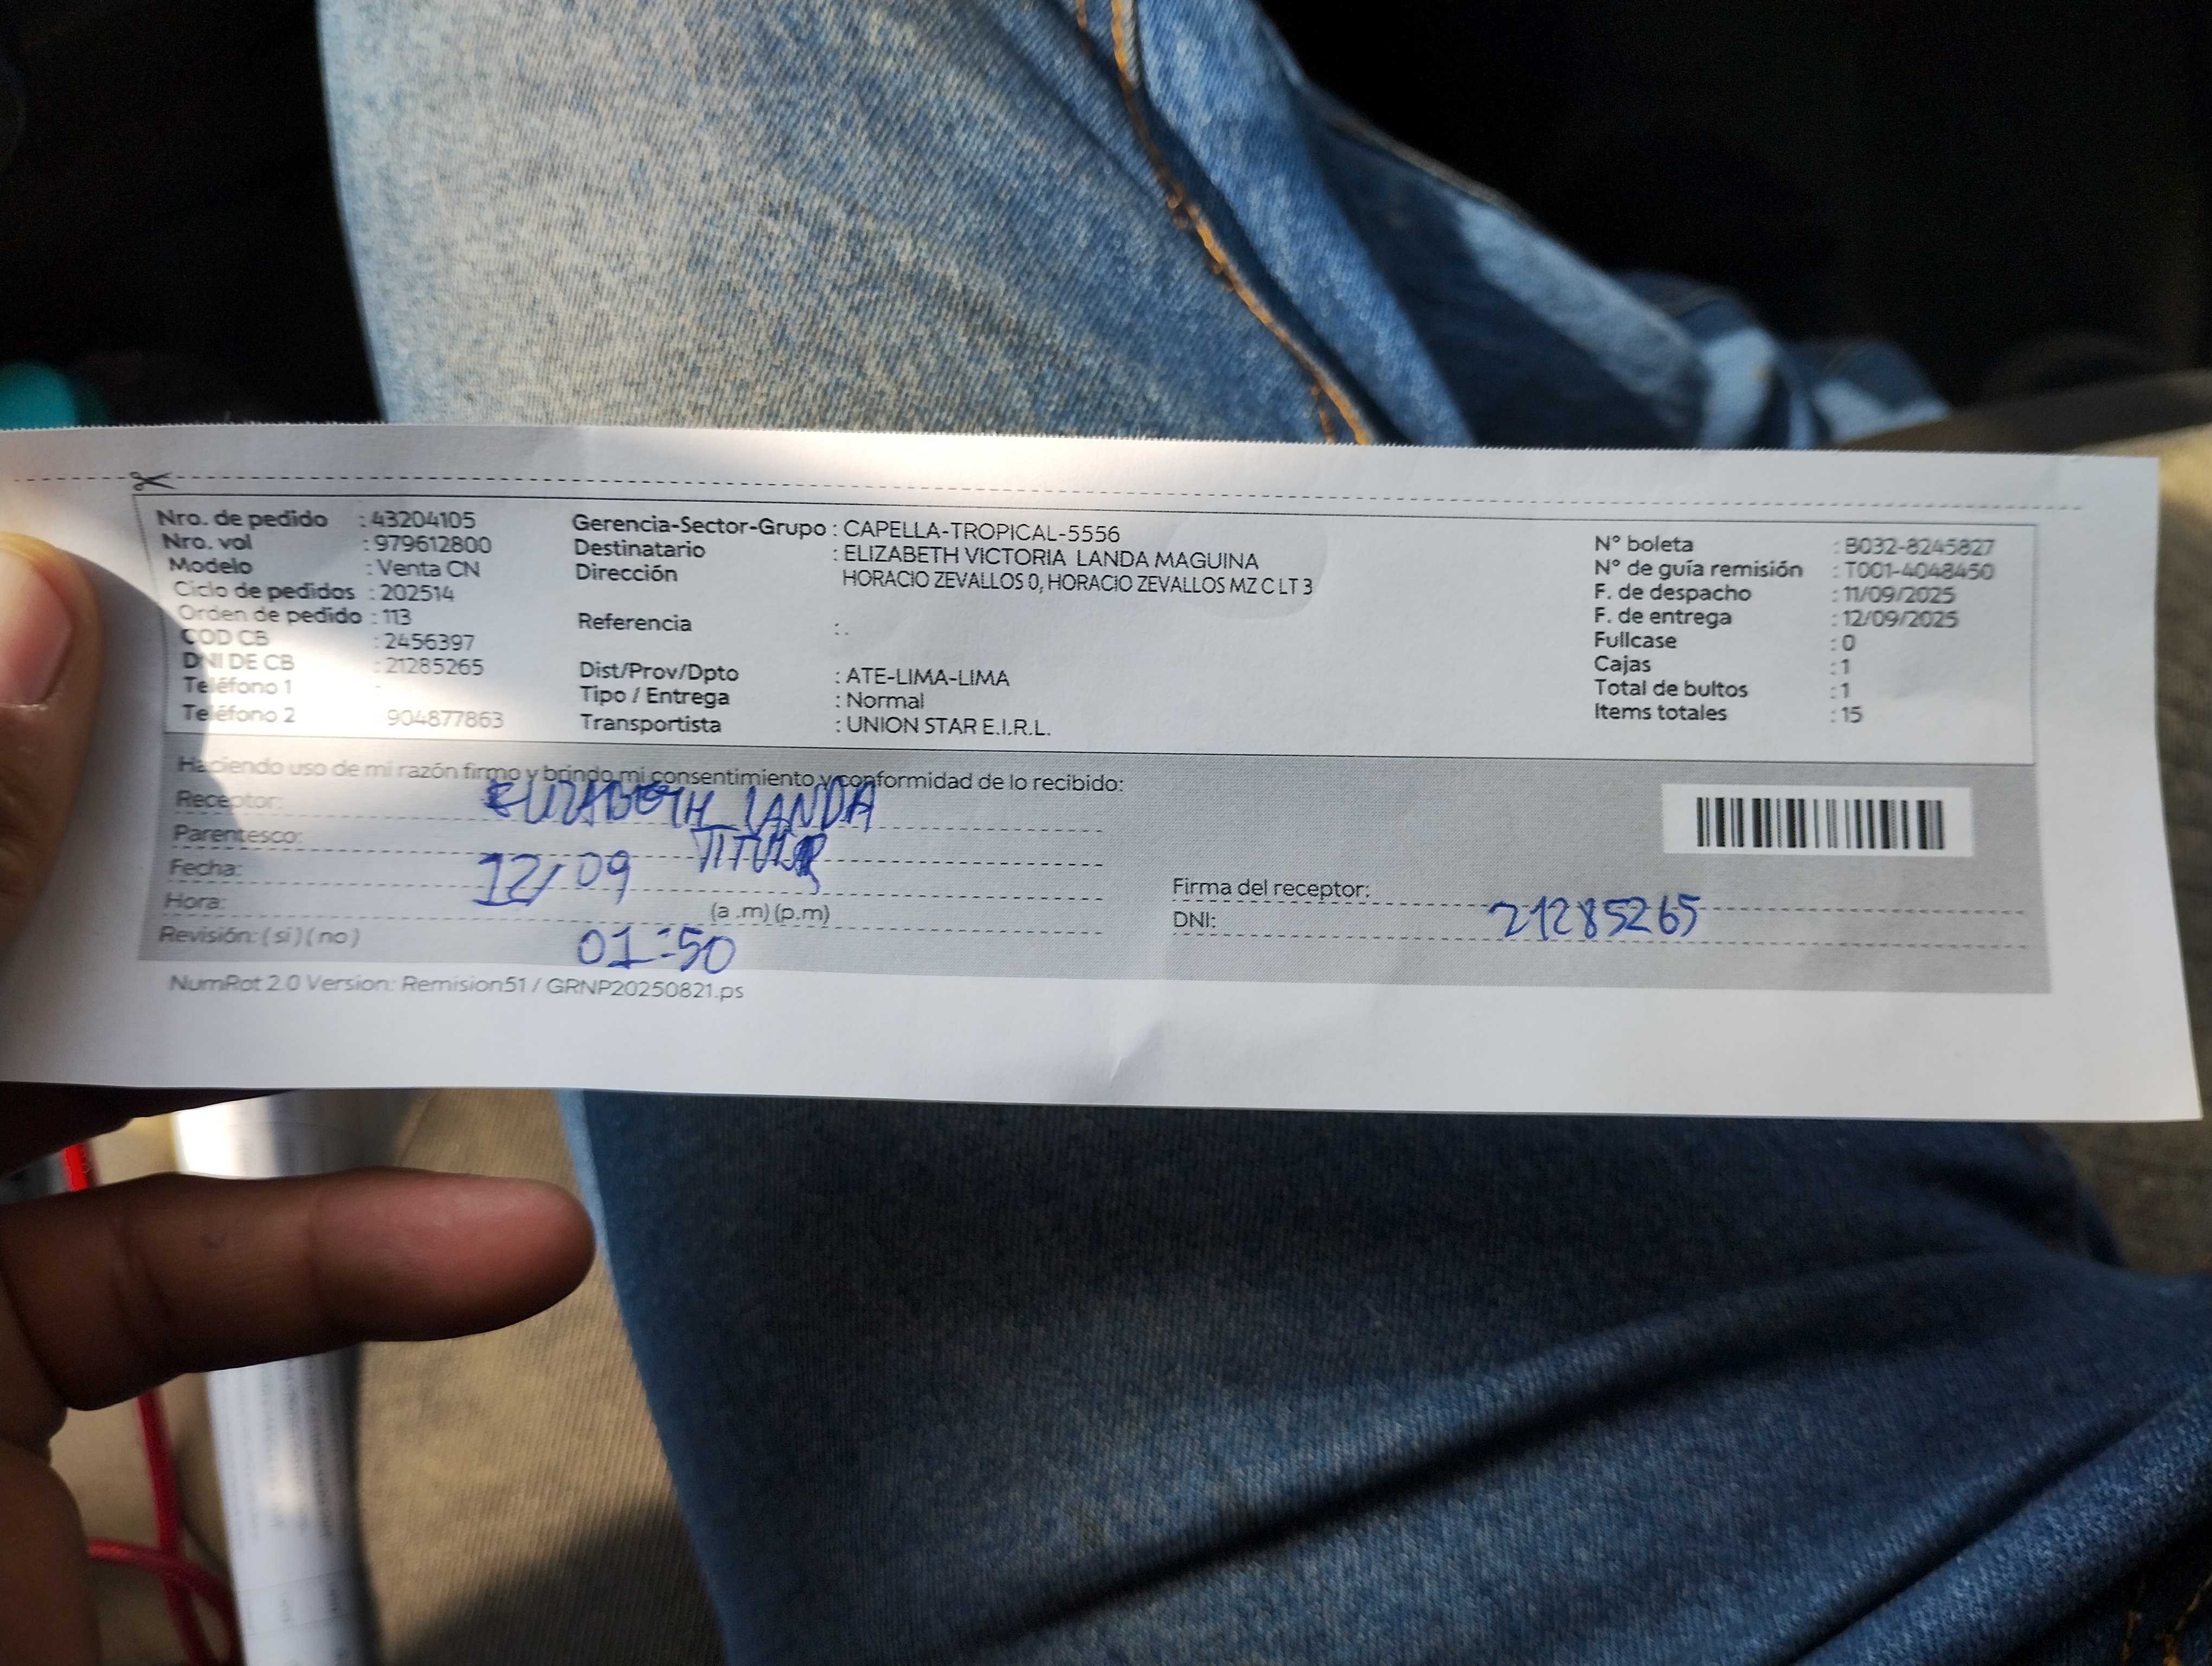 Nro. de pedido : 43204105
Nro. vol : 979612800
Modelo : Venta CN
Ciclo de pedidos : 202514
Orden de pedido : 113
COD CB : 2456397
DNI DE CB : 21285265
Teléfono 1 :
Teléfono 2 904877863
Gerencia-Sector-Grupo : CAPELLA-TROPICAL-5556
Destinatario : ELIZABETH VICTORIA LANDA MAGUINA
Dirección HORACIO ZEVALLOS 0, HORACIO ZEVALLOS MZ C LT 3
Referencia : .
Dist/Prov/Dpto : ATE-LIMA-LIMA
Tipo / Entrega : Normal
Transportista : UNION STAR E.I.R.L.
N° boleta : B032-8245827
N° de guía remisión : T001-4048450
F. de despacho : 11/09/2025
F. de entrega : 12/09/2025
Fullcase : 0
Cajas : 1
Total de bultos : 1
Items totales : 15
Haciendo uso de mi razón firmo y brindo mi consentimiento y conformidad de lo recibido:
Receptor: ELIZABETH LANDA
Parentesco: TITULAR
Fecha: 12/09
Hora: (a .m) (p.m)
01:50
Revisión: ( si ) ( no )
Firma del receptor:
DNI: 21285265
NumRot 2.0 Version: Remision51 / GRNP20250821.ps